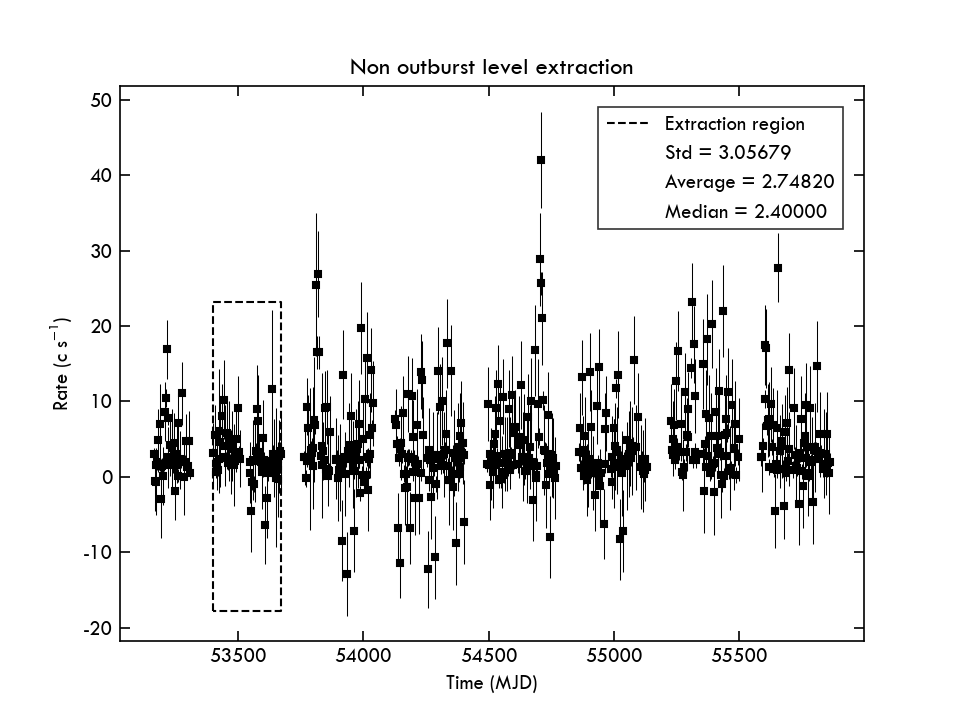 Non outburst level extraction
50
40
30
20
10
0
-10
-20
Rate (c s⁻¹)
Extraction region
Std = 3.05679
Average = 2.74820
Median = 2.40000
53500 54000 54500 55000 55500
Time (MJD)